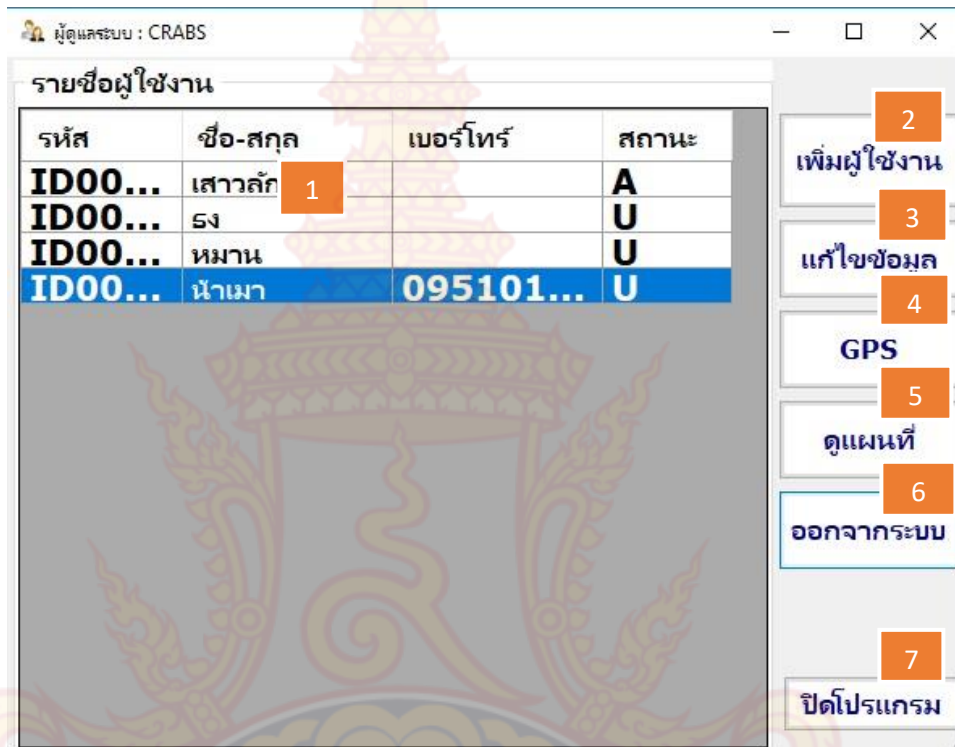 ผู้ดูแลระบบ : CRABS
รายชื่อผู้ใช้งาน
รหัส ชื่อ-สกุล เบอร์โทร์ สถานะ
ID00... เสาวลัก 1 A
ID00... ธง U
ID00... หมาน U
ID00... น้าเมา 095101... U
2
เพิ่มผู้ใช้งาน
3
แก้ไขข้อมูล
4
GPS
5
ดูแผนที่
6
ออกจากระบบ
7
ปิดโปรแกรม